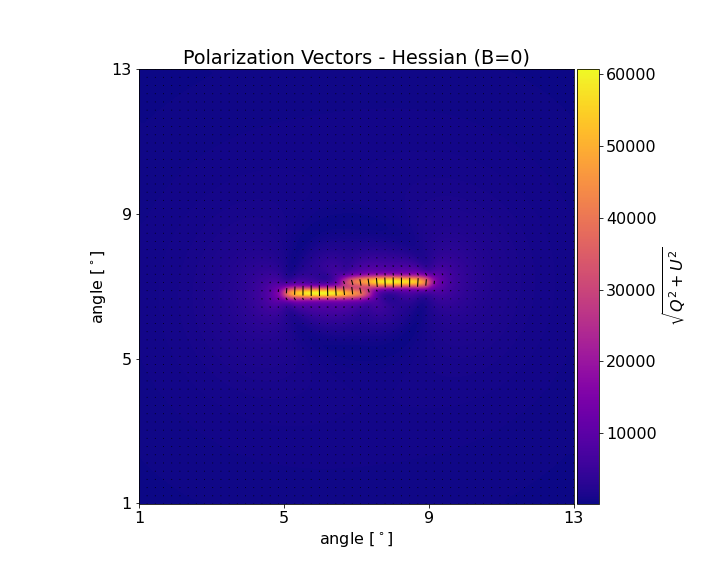 Polarization Vectors - Hessian (B=0)
13
9
5
1
angle [°]
1 5 9 13
angle [°]
60000
50000
40000
30000
20000
10000
√Q² + U²